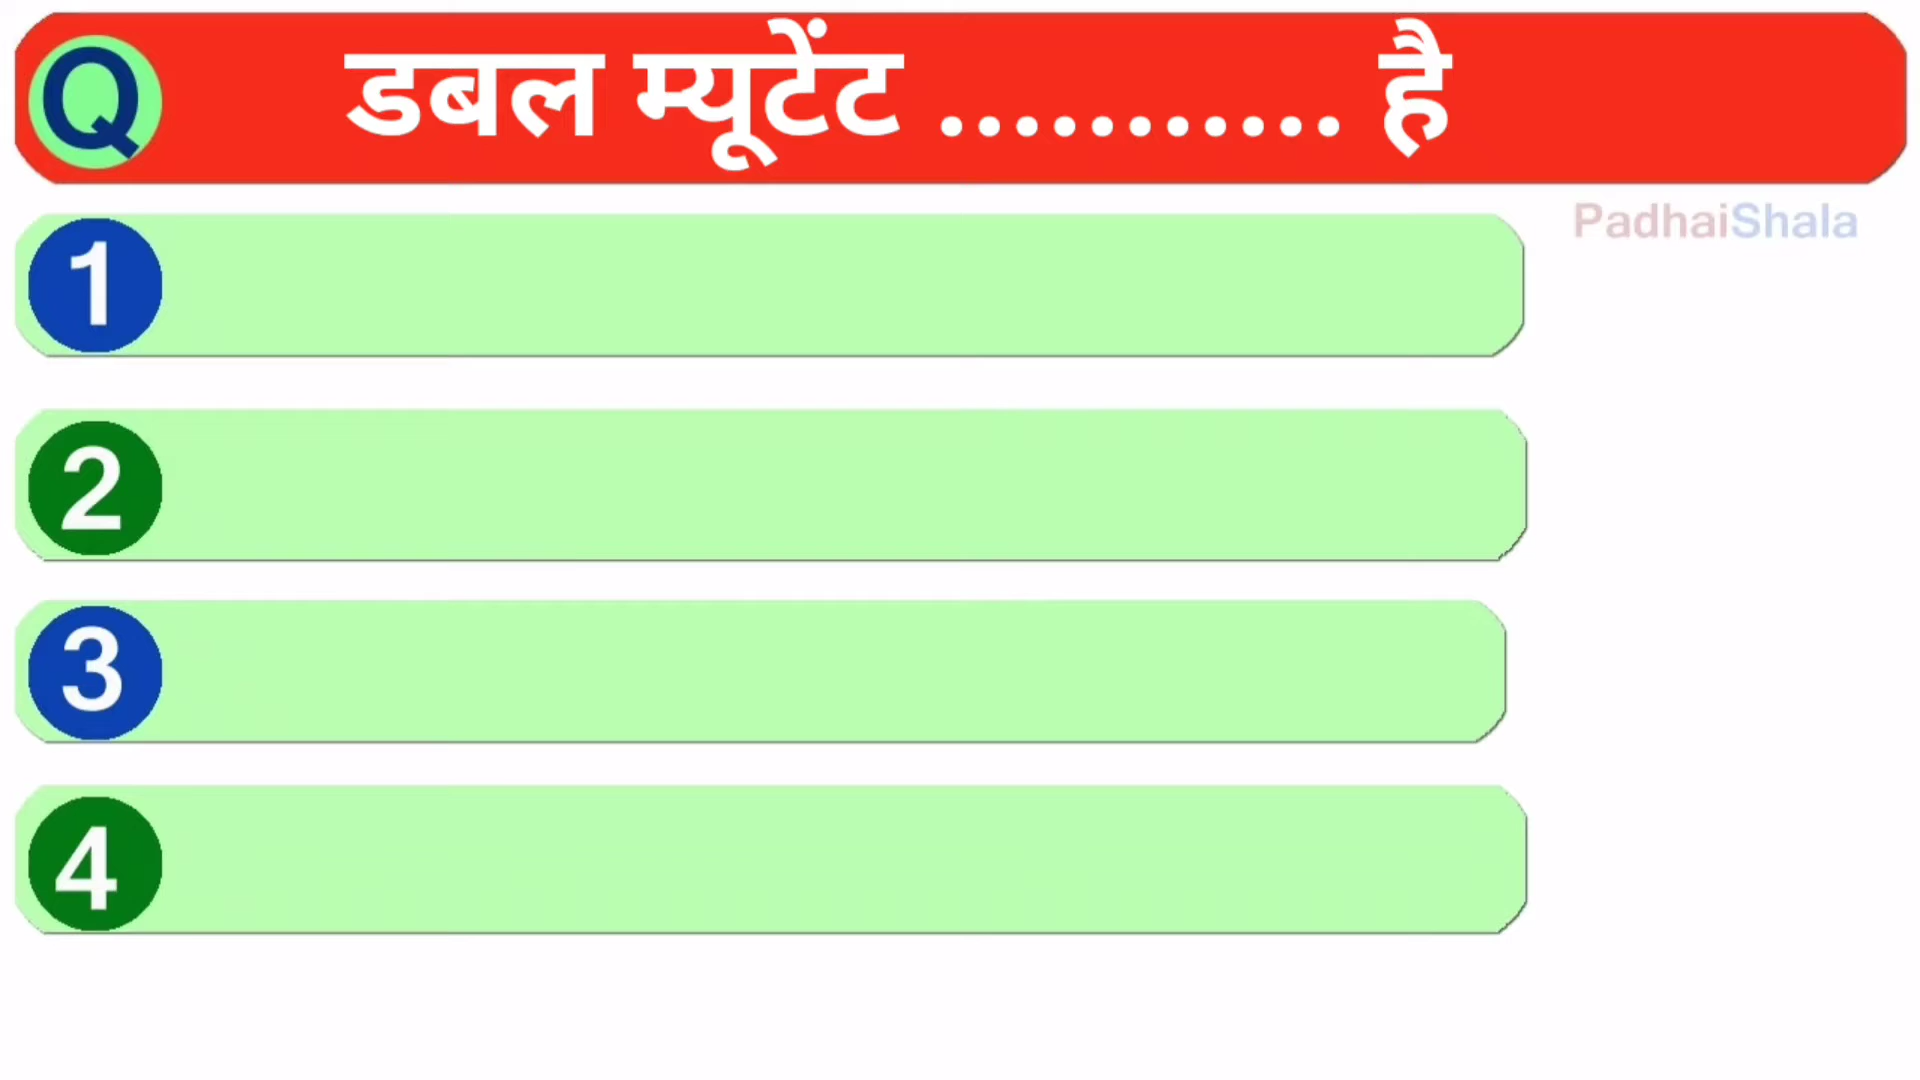 Q डबल म्यूटेंट ........... है
PadhaiShala
1
2
3
4